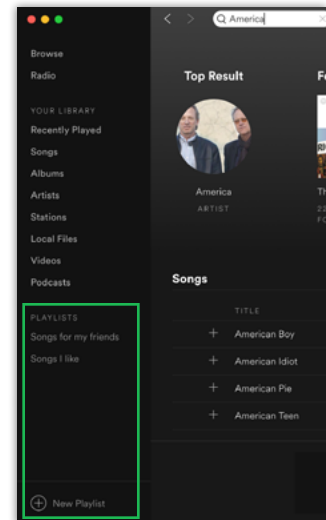 America
Browse
Radio
YOUR LIBRARY
Recently Played
Songs
Albums
Artists
Stations
Local Files
Videos
Podcasts
PLAYLISTS
Songs for my friends
Songs I like
New Playlist
Top Result
America
ARTIST
Songs
TITLE
American Boy
American Idiot
American Pie
American Teen